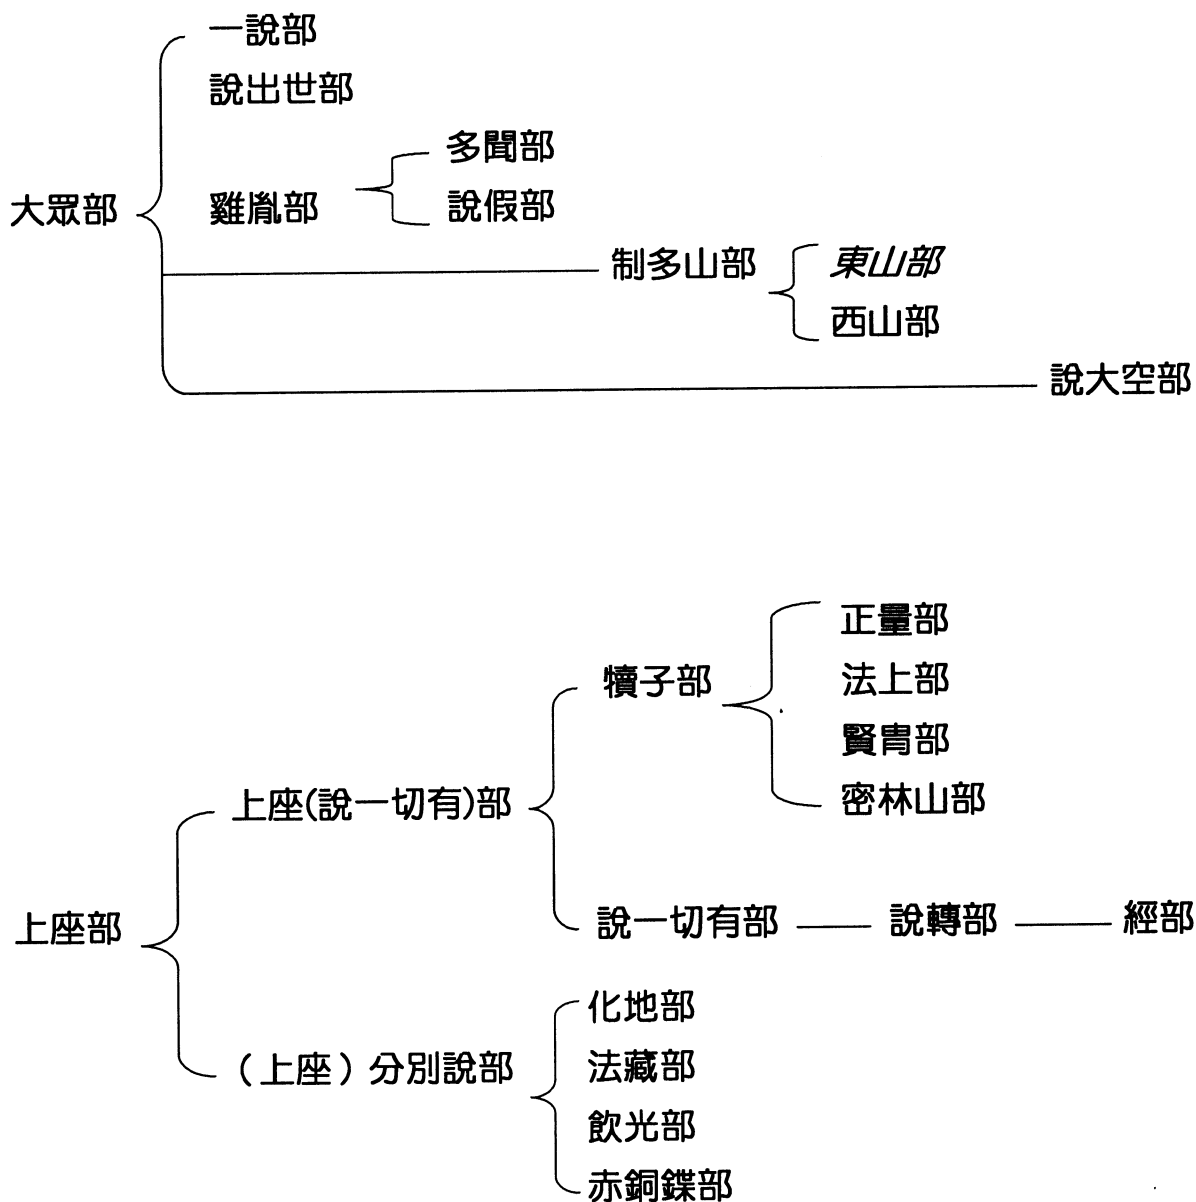 一說部
說出世部
多聞部
大眾部
雞胤部
說假部
制多山部
東山部
西山部
說大空部
正量部
犢子部
法上部
賢冑部
密林山部
上座(說一切有)部
上座部
說一切有部
說轉部
經部
化地部
(上座)分別說部
法藏部
飲光部
赤銅鍱部